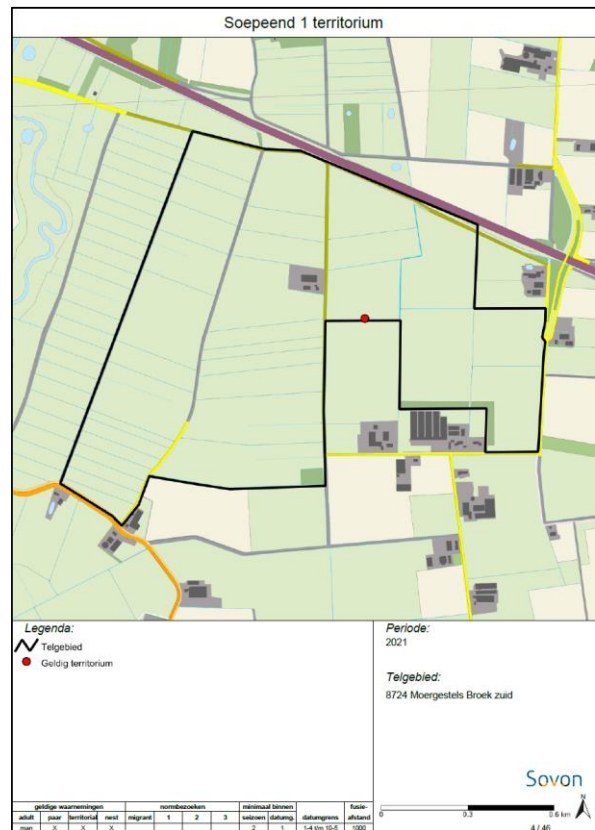 Soepeend 1 territorium
Legenda:
Telgebied
Geldig territorium
Periode:
2021
Telgebied:
8724 Moergestels Broek zuid
Sovon
N
0 0.3 0.6 km
4 / 46
geldige waarnemingen normbezoeken minimaal binnen fusie-
adult paar territoriaal nest migrant 1 2 3 seizoen datumg. datumgrens afstand
man X X X 2 1 1-4 t/m 10-5 1000